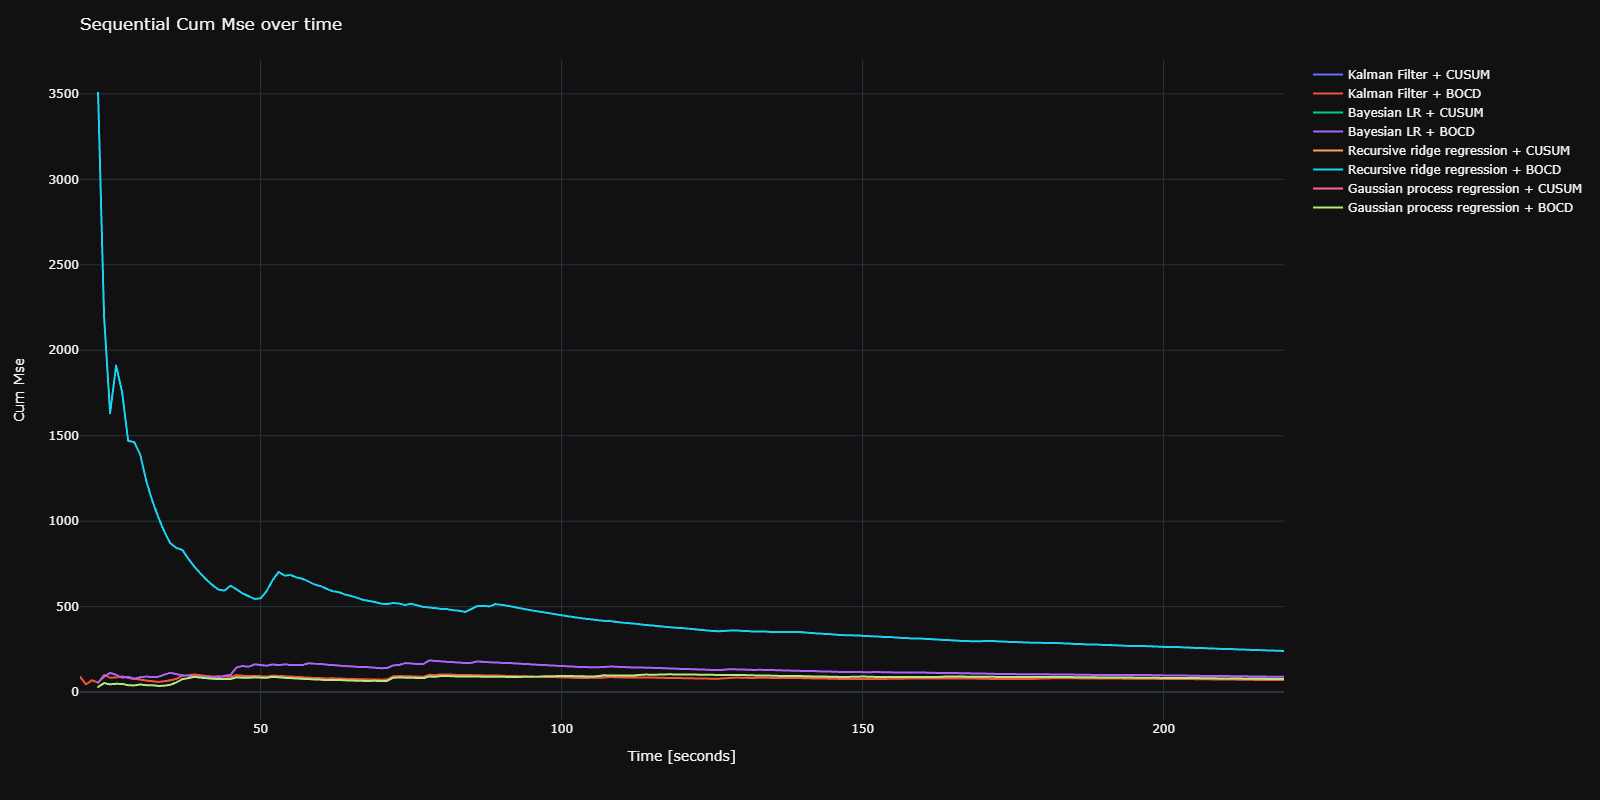 Sequential Cum Mse over time
Kalman Filter + CUSUM
Kalman Filter + BOCD
Bayesian LR + CUSUM
Bayesian LR + BOCD
Recursive ridge regression + CUSUM
Recursive ridge regression + BOCD
Gaussian process regression + CUSUM
Gaussian process regression + BOCD
Cum Mse
3500
3000
2500
2000
1500
1000
500
0
50
100
150
200
Time [seconds]